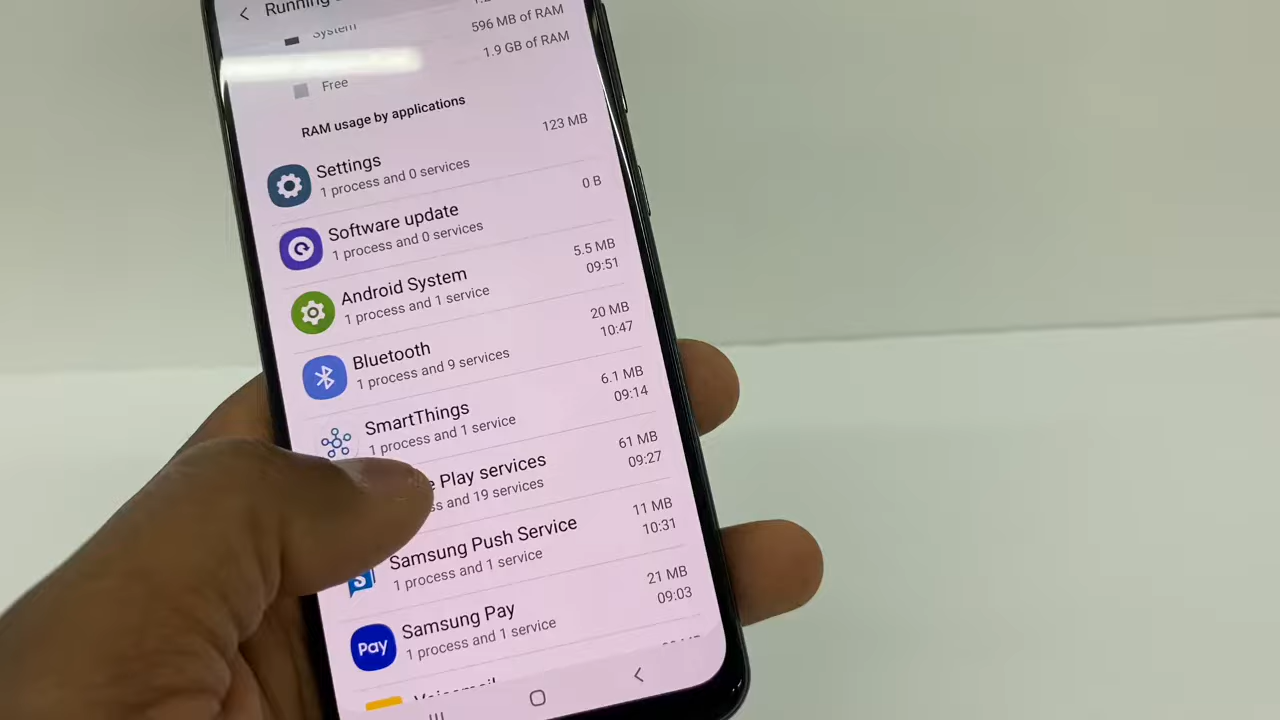 Running
System
596 MB of RAM
Free
1.9 GB of RAM
RAM usage by applications
Settings
123 MB
1 process and 0 services
Software update
0 B
1 process and 0 services
Android System
5.5 MB
1 process and 1 service
09:51
Bluetooth
20 MB
1 process and 9 services
10:47
SmartThings
6.1 MB
1 process and 1 service
09:14
Play services
61 MB
and 19 services
09:27
Samsung Push Service
11 MB
1 process and 1 service
10:31
Samsung Pay
21 MB
1 process and 1 service
09:03
Pay
Voicemail